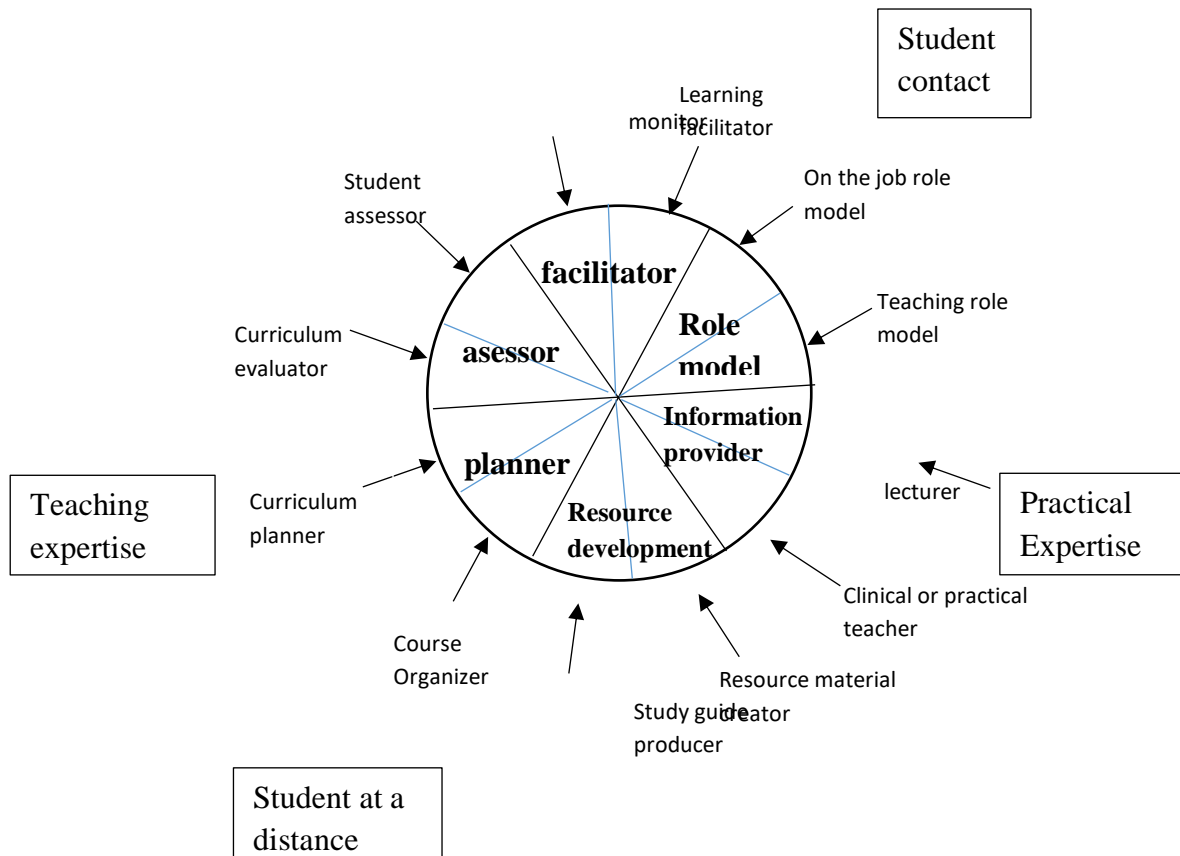 Student
contact
Learning
facilitator
monitor
Student
assessor
On the job role
model
facilitator
Teaching role
model
Role
model
Curriculum
evaluator
asessor
Information
provider
planner
Teaching
expertise
Curriculum
planner
lecturer
Practical
Expertise
Resource
development
Clinical or practical
teacher
Course
Organizer
Resource material
creator
Study guide
producer
Student at a
distance